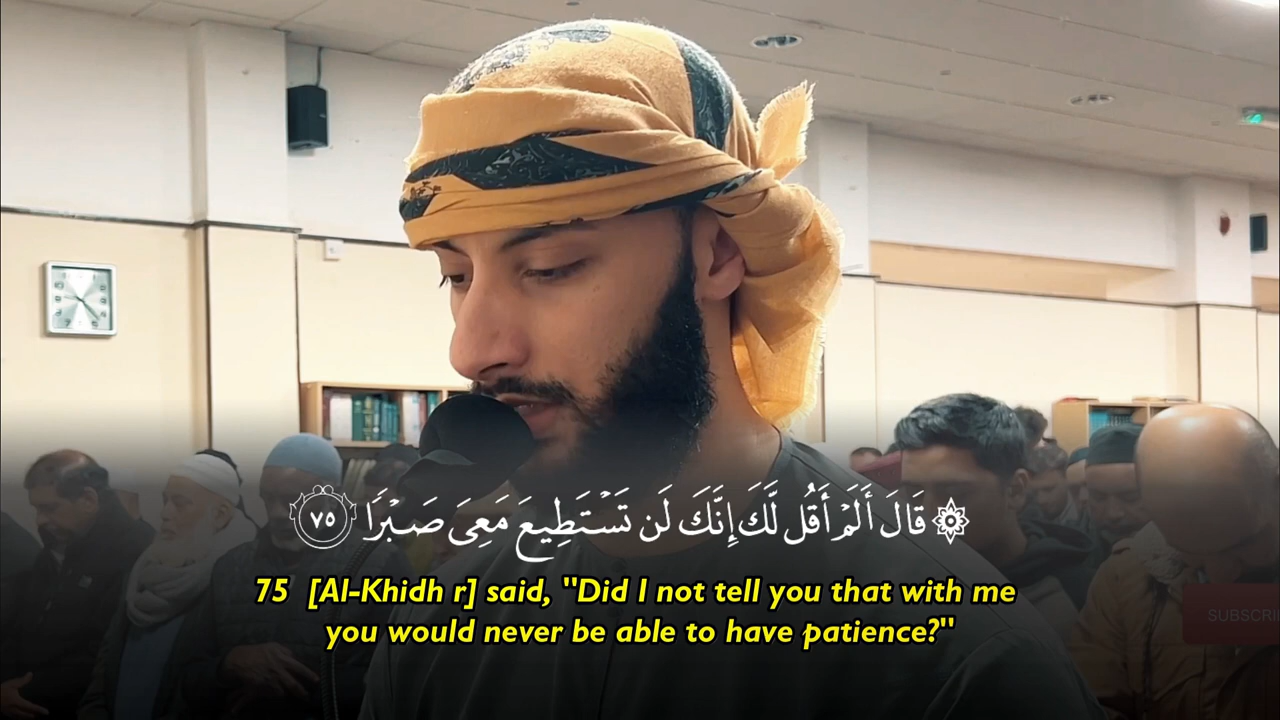 ۞ قَالَ أَلَمْ أَقُل لَّكَ إِنَّكَ لَن تَسْتَطِيعَ مَعِىَ صَبْرًا ٧٥
75 [Al-Khidh r] said, "Did I not tell you that with me
you would never be able to have patience?"
SUBSCRI